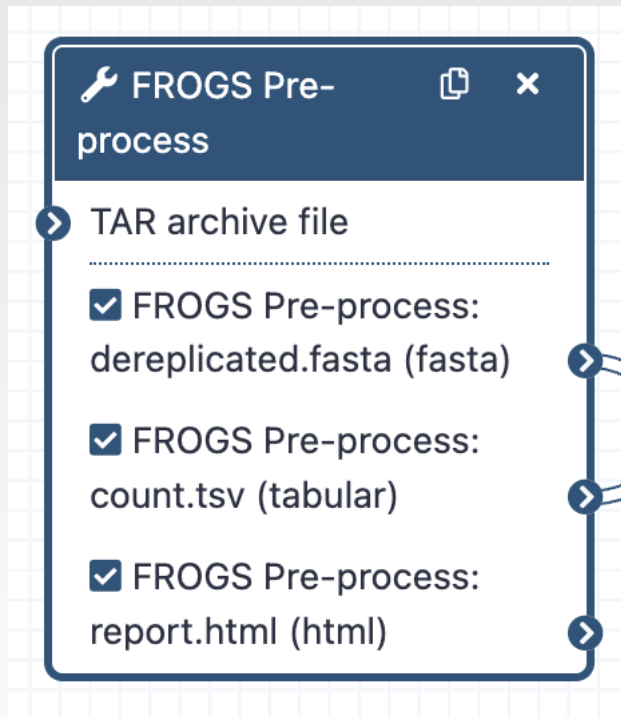 FROGS Pre-
process
TAR archive file
FROGS Pre-process:
dereplicated.fasta (fasta)
FROGS Pre-process:
count.tsv (tabular)
FROGS Pre-process:
report.html (html)